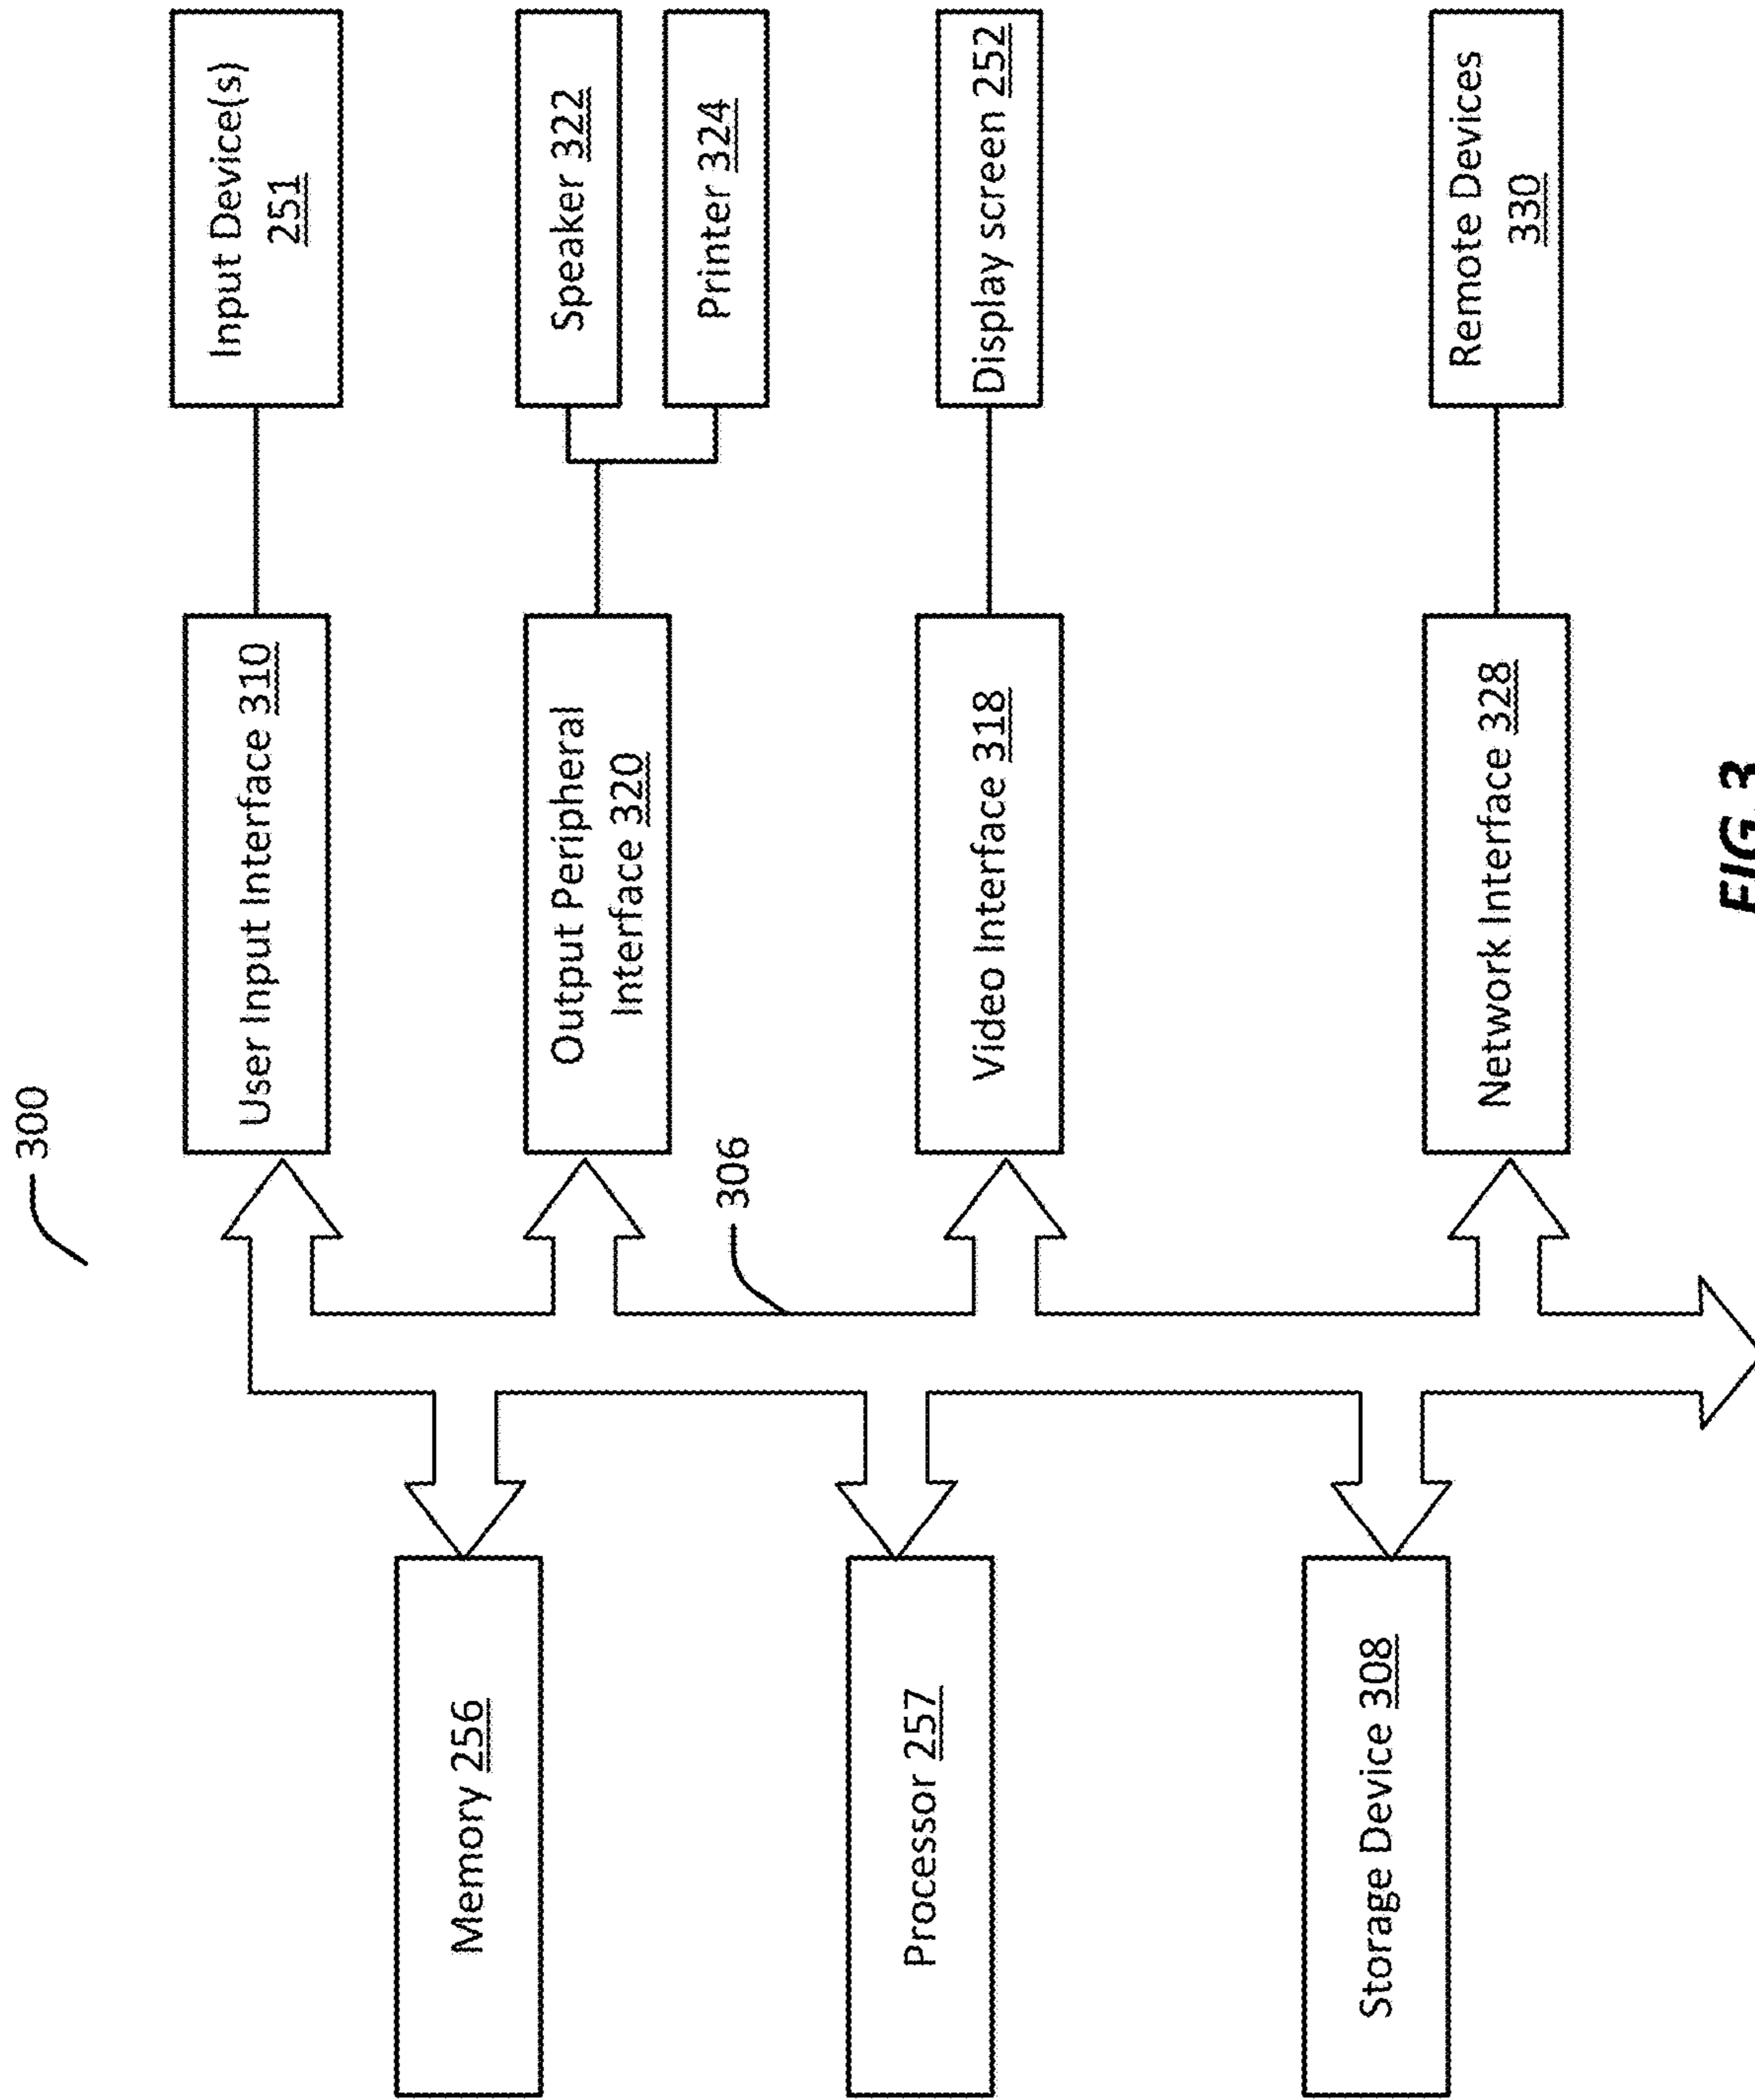 300
Memory 256
Processor 257
Storage Device 308
306
User Input Interface 310
Output Peripheral
Interface 320
Video Interface 318
Network Interface 328
Input Device(s)
251
Speaker 322
Printer 324
Display screen 252
Remote Devices
330
FIG 3